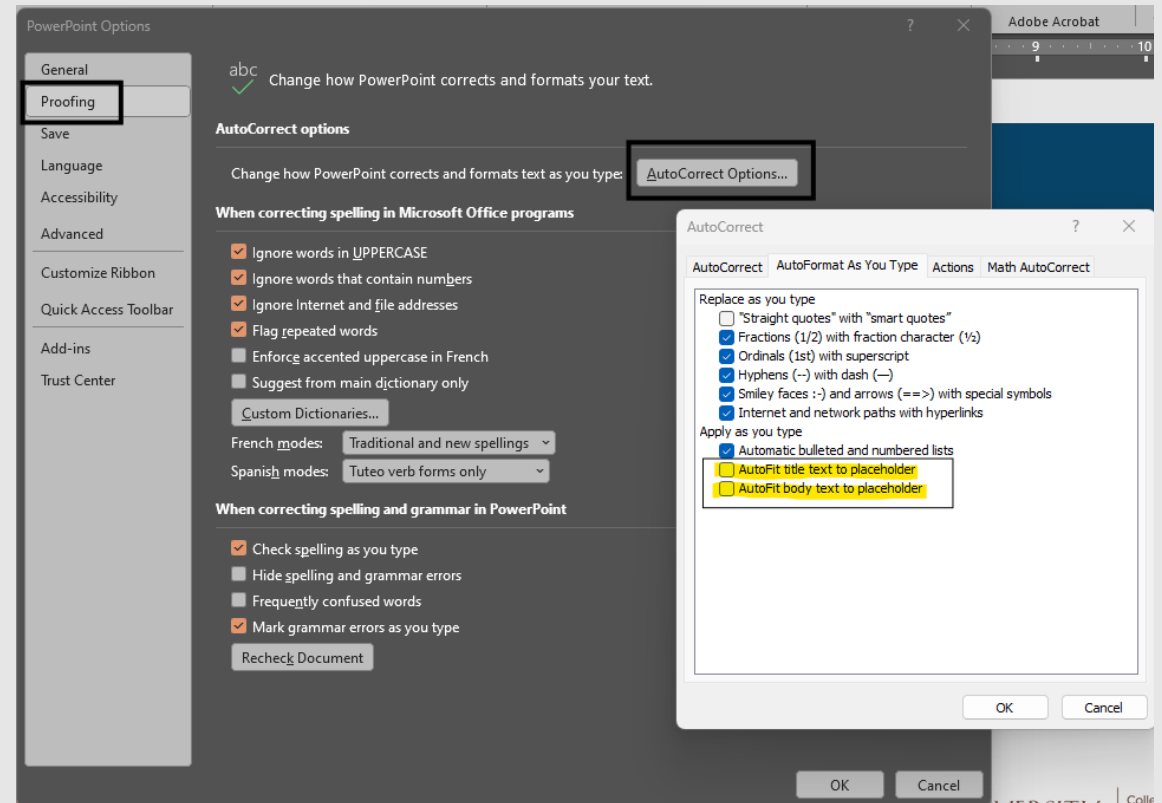 PowerPoint Options
?
Adobe Acrobat
9
10
General
Proofing
Save
Language
Accessibility
Advanced
Customize Ribbon
Quick Access Toolbar
Add-ins
Trust Center
abc
Change how PowerPoint corrects and formats your text.
AutoCorrect options
Change how PowerPoint corrects and formats text as you type:
AutoCorrect Options...
When correcting spelling in Microsoft Office programs
Ignore words in UPPERCASE
Ignore words that contain numbers
Ignore Internet and file addresses
Flag repeated words
Enforce accented uppercase in French
Suggest from main dictionary only
Custom Dictionaries...
French modes: Traditional and new spellings
Spanish modes: Tuteo verb forms only
When correcting spelling and grammar in PowerPoint
Check spelling as you type
Hide spelling and grammar errors
Frequently confused words
Mark grammar errors as you type
Recheck Document
OK Cancel
AutoCorrect
?
AutoCorrect AutoFormat As You Type Actions Math AutoCorrect
Replace as you type
"Straight quotes" with “smart quotes”
Fractions (1/2) with fraction character (½)
Ordinals (1st) with superscript
Hyphens (--) with dash (—)
Smiley faces :-) and arrows (==>) with special symbols
Internet and network paths with hyperlinks
Apply as you type
Automatic bulleted and numbered lists
AutoFit title text to placeholder
AutoFit body text to placeholder
OK Cancel